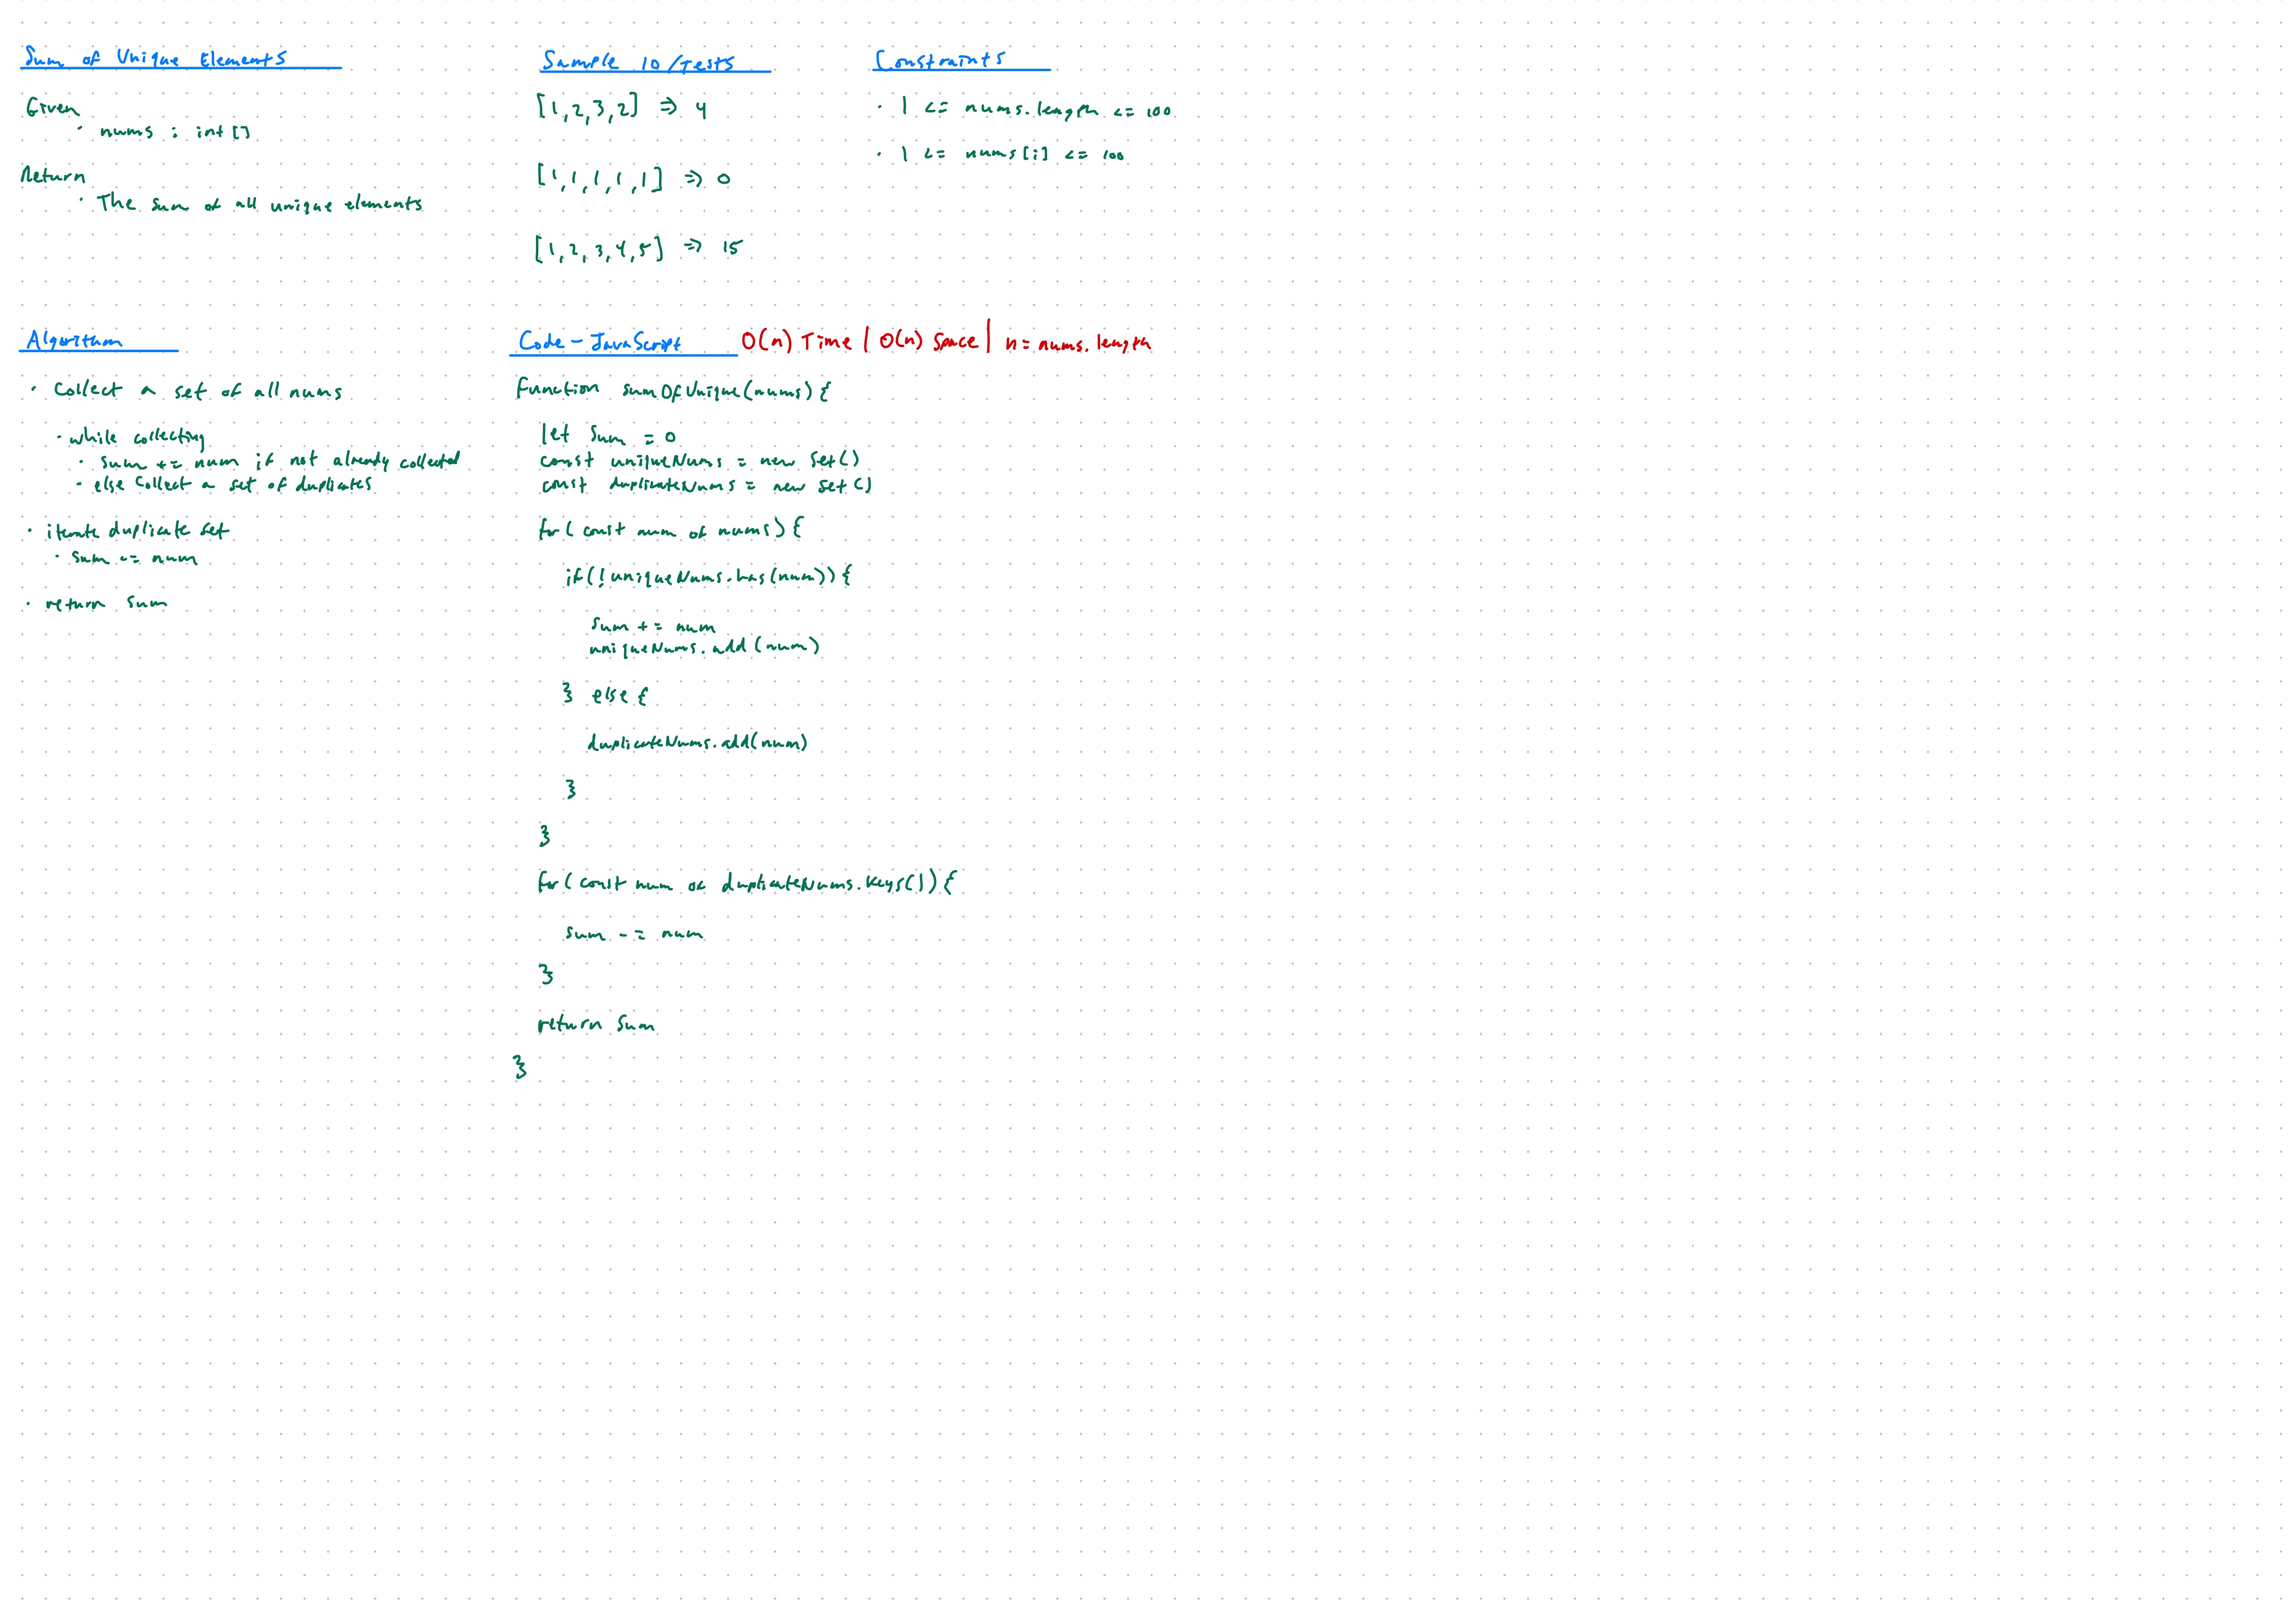 Sum of Unique Elements
Given
· nums : int[]
Return
· The sum of all unique elements
Sample IO/Tests
[1,2,3,2] => 4
[1,1,1,1,1] => 0
[1,2,3,4,5] => 15
Constraints
· 1 <= nums.length <= 100
· 1 <= nums[i] <= 100
Algorithm
· Collect a set of all nums
· while collecting
· sum += num if not already collected
· else Collect a set of duplicates
· iterate duplicate set
· sum -= num
· return sum
Code - JavaScript O(n) Time | O(n) Space | n = nums.length
Function sumOfUnique(nums){
let sum = 0
const uniqueNums = new Set()
const duplicateNums = new Set()
for(const num of nums){
if(!uniqueNums.has(num)){
sum += num
uniqueNums.add(num)
} else {
duplicateNums.add(num)
}
}
for(const num of duplicateNums.keys()){
sum -= num
}
return sum
}